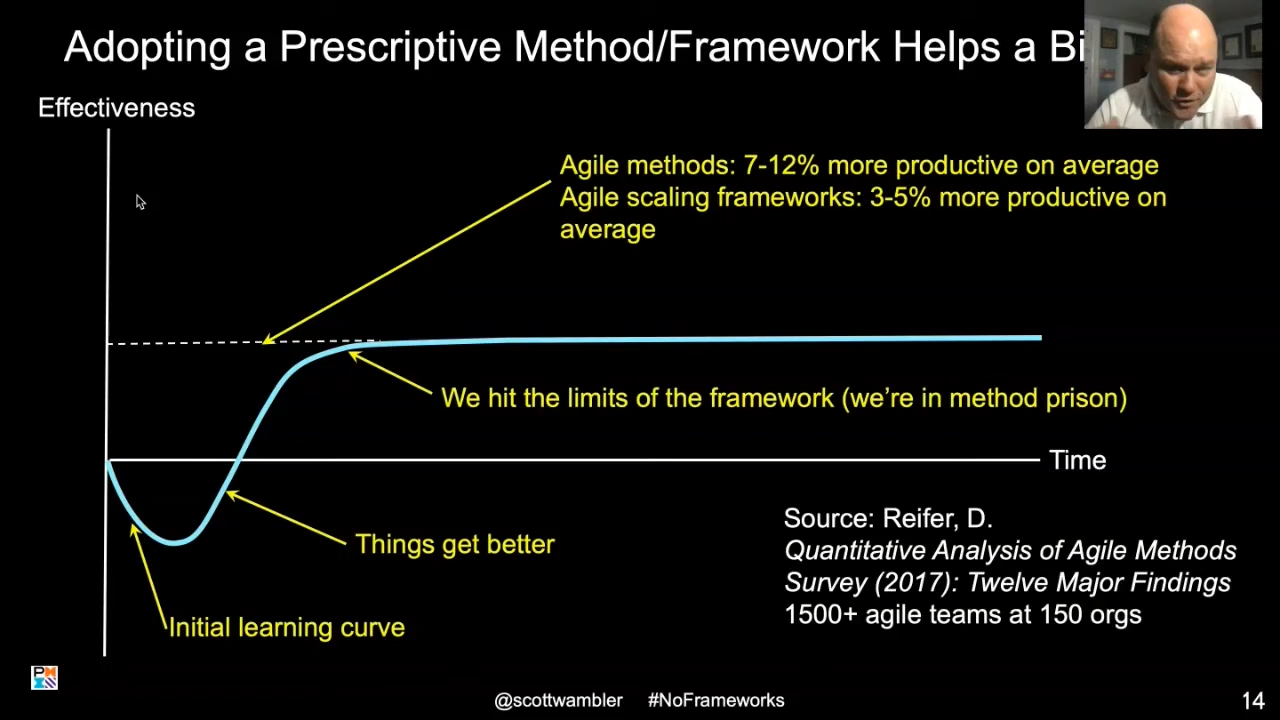 Adopting a Prescriptive Method/Framework Helps a
Effectiveness
Agile methods: 7-12% more productive on average
Agile scaling frameworks: 3-5% more productive on
average
We hit the limits of the framework (we’re in method prison)
Time
Source: Reifer, D.
Quantitative Analysis of Agile Methods
Survey (2017): Twelve Major Findings
1500+ agile teams at 150 orgs
Things get better
Initial learning curve
@scottwambler #NoFrameworks
14